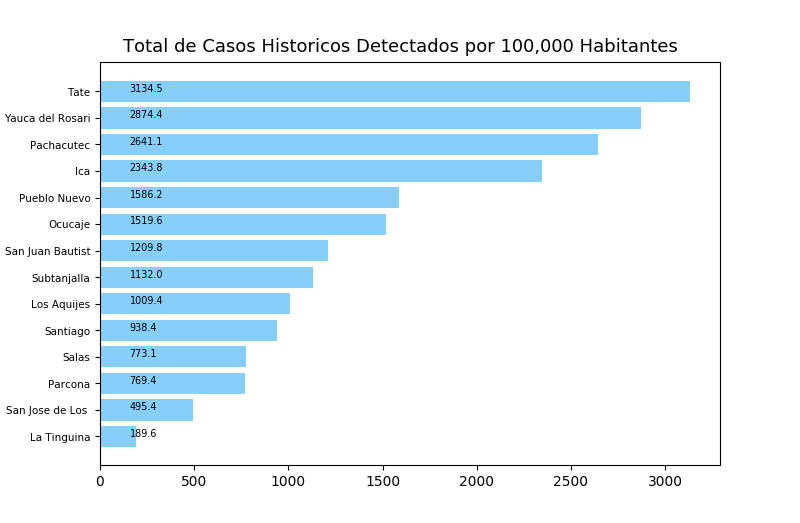 Total de Casos Historicos Detectados por 100,000 Habitantes
Tate 3134.5
Yauca del Rosari 2874.4
Pachacutec 2641.1
Ica 2343.8
Pueblo Nuevo 1586.2
Ocucaje 1519.6
San Juan Bautist 1209.8
Subtanjalla 1132.0
Los Aquijes 1009.4
Santiago 938.4
Salas 773.1
Parcona 769.4
San Jose de Los 495.4
La Tinguina 189.6
0 500 1000 1500 2000 2500 3000